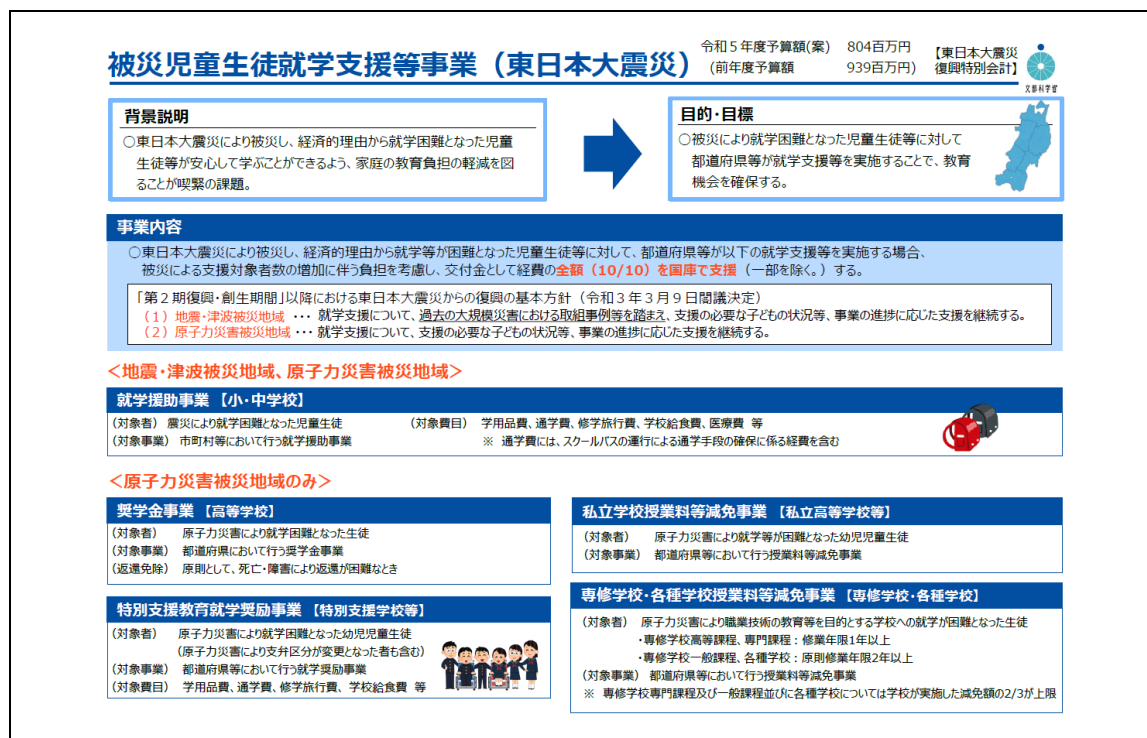 被災児童生徒就学支援等事業（東日本大震災）
令和５年度予算額(案) 804百万円
(前年度予算額 939百万円)
【東日本大震災
復興特別会計】
文部科学省
背景説明
○東日本大震災により被災し、経済的理由から就学困難となった児童
生徒等が安心して学ぶことができるよう、家庭の教育負担の軽減を図
ることが喫緊の課題。
目的・目標
○被災により就学困難となった児童生徒等に対して
都道府県等が就学支援等を実施することで、教育
機会を確保する。
事業内容
○東日本大震災により被災し、経済的理由から就学等が困難となった児童生徒等に対して、都道府県等が以下の就学支援等を実施する場合、
被災による支援対象者数の増加に伴う負担を考慮し、交付金として経費の全額（10/10）を国庫で支援（一部を除く。）する。
「第２期復興・創生期間」以降における東日本大震災からの復興の基本方針（令和３年３月９日閣議決定）
（１）地震・津波被災地域 ・・・ 就学支援について、過去の大規模災害における取組事例等を踏まえ、支援の必要な子どもの状況等、事業の進捗に応じた支援を継続する。
（２）原子力災害被災地域 ・・・ 就学支援について、支援の必要な子どもの状況等、事業の進捗に応じた支援を継続する。
＜地震・津波被災地域、原子力災害被災地域＞
就学援助事業【小・中学校】
(対象者) 震災により就学困難となった児童生徒
(対象費目) 学用品費、通学費、修学旅行費、学校給食費、医療費 等
(対象事業) 市町村等において行う就学援助事業
※ 通学費には、スクールバスの運行による通学手段の確保に係る経費を含む
＜原子力災害被災地域のみ＞
奨学金事業【高等学校】
(対象者) 原子力災害により就学困難となった生徒
(対象事業) 都道府県において行う奨学金事業
(返還免除) 原則として、死亡・障害により返還が困難なとき
私立学校授業料等減免事業【私立高等学校等】
(対象者) 原子力災害により就学等が困難となった幼児児童生徒
(対象事業) 都道府県等において行う授業料等減免事業
特別支援教育就学奨励事業【特別支援学校等】
(対象者) 原子力災害により就学困難となった幼児児童生徒
(原子力災害により支弁区分が変更となった者も含む)
(対象事業) 都道府県等において行う就学奨励事業
(対象費目) 学用品費、通学費、修学旅行費、学校給食費 等
専修学校・各種学校授業料等減免事業【専修学校・各種学校】
(対象者) 原子力災害により職業技術の教育等を目的とする学校への就学が困難となった生徒
・専修学校高等課程、専門課程：修業年限1年以上
・専修学校一般課程、各種学校：原則修業年限2年以上
(対象事業) 都道府県等において行う授業料等減免事業
※ 専修学校専門課程及び一般課程並びに各種学校については学校が実施した減免額の2/3が上限